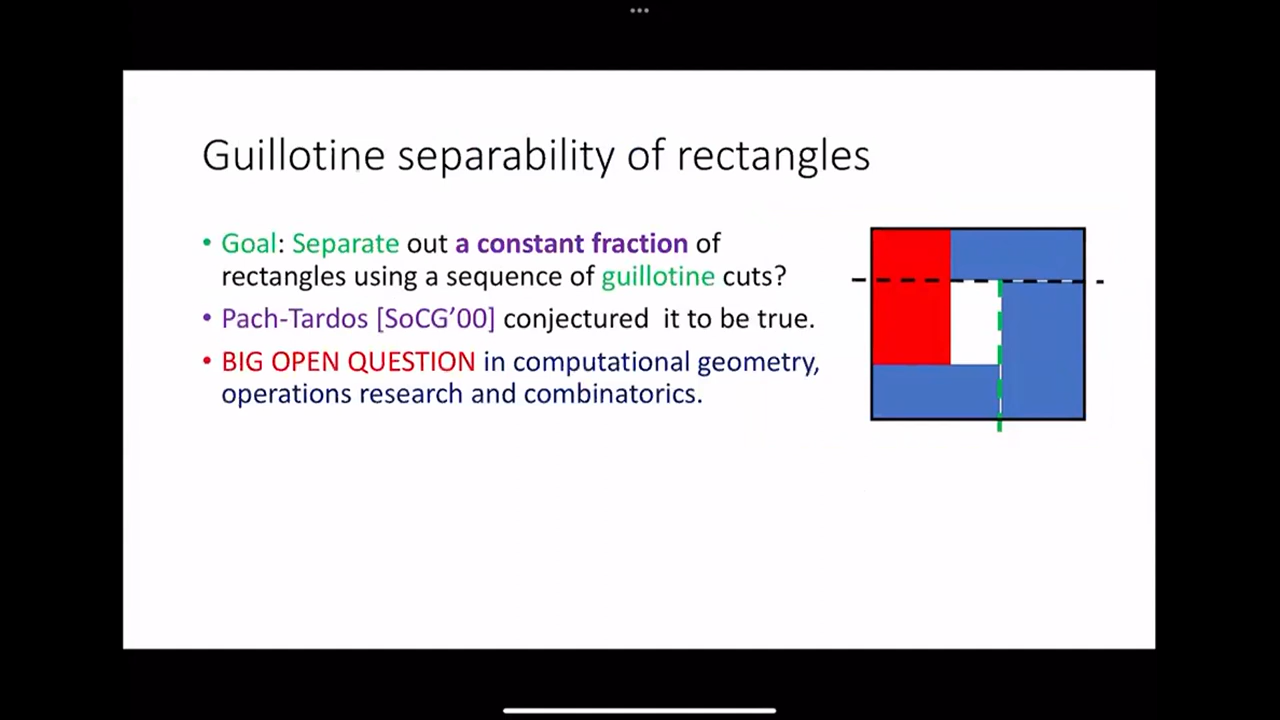 Guillotine separability of rectangles
• Goal: Separate out a constant fraction of
rectangles using a sequence of guillotine cuts?
• Pach-Tardos [SoCG’00] conjectured it to be true.
• BIG OPEN QUESTION in computational geometry,
operations research and combinatorics.